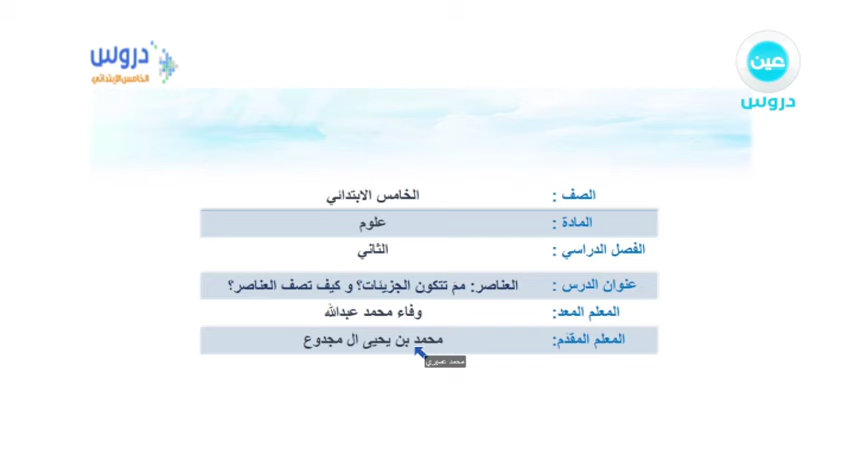 دروس
الخامس الابتدائي
عين
دروس
الصف : الخامس الابتدائي
المادة : علوم
الفصل الدراسي : الثاني
عنوان الدرس : العناصر: مم تتكون الجزيئات؟ و كيف تصف العناصر؟
المعلم المعد: وفاء محمد عبدالله
المعلم المقدم: محمد بن يحيى ال مجدوع
محمد عسيري